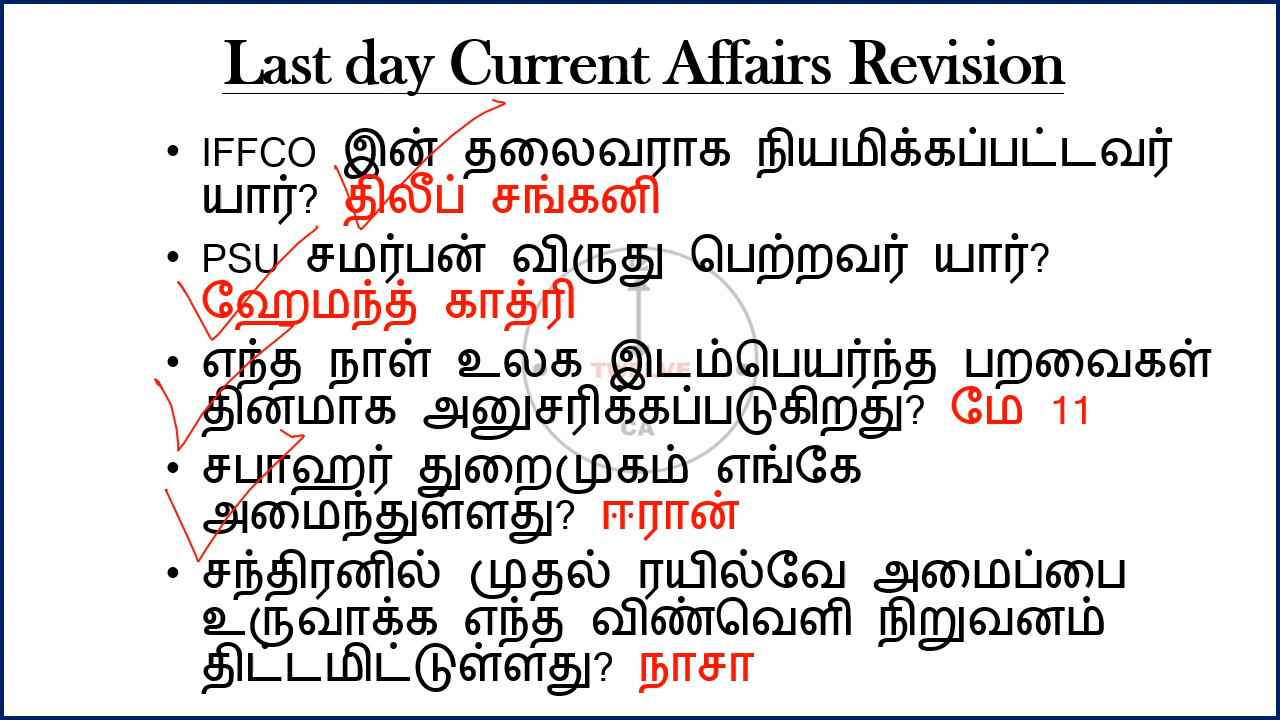 Last day Current Affairs Revision
• IFFCO இன் தலைவராக நியமிக்கப்பட்டவர்
யார்? திலீப் சங்கனி
• PSU சமர்பன் விருது பெற்றவர் யார்?
ஹேமந்த் காத்ரி
• எந்த நாள் உலக இடம்பெயர்ந்த பறவைகள்
தினமாக அனுசரிக்கப்படுகிறது? மே 11
• சபாஹர் துறைமுகம் எங்கே
அமைந்துள்ளது? ஈரான்
• சந்திரனில் முதல் ரயில்வே அமைப்பை
உருவாக்க எந்த விண்வெளி நிறுவனம்
திட்டமிட்டுள்ளது? நாசா
TWELVE
CA